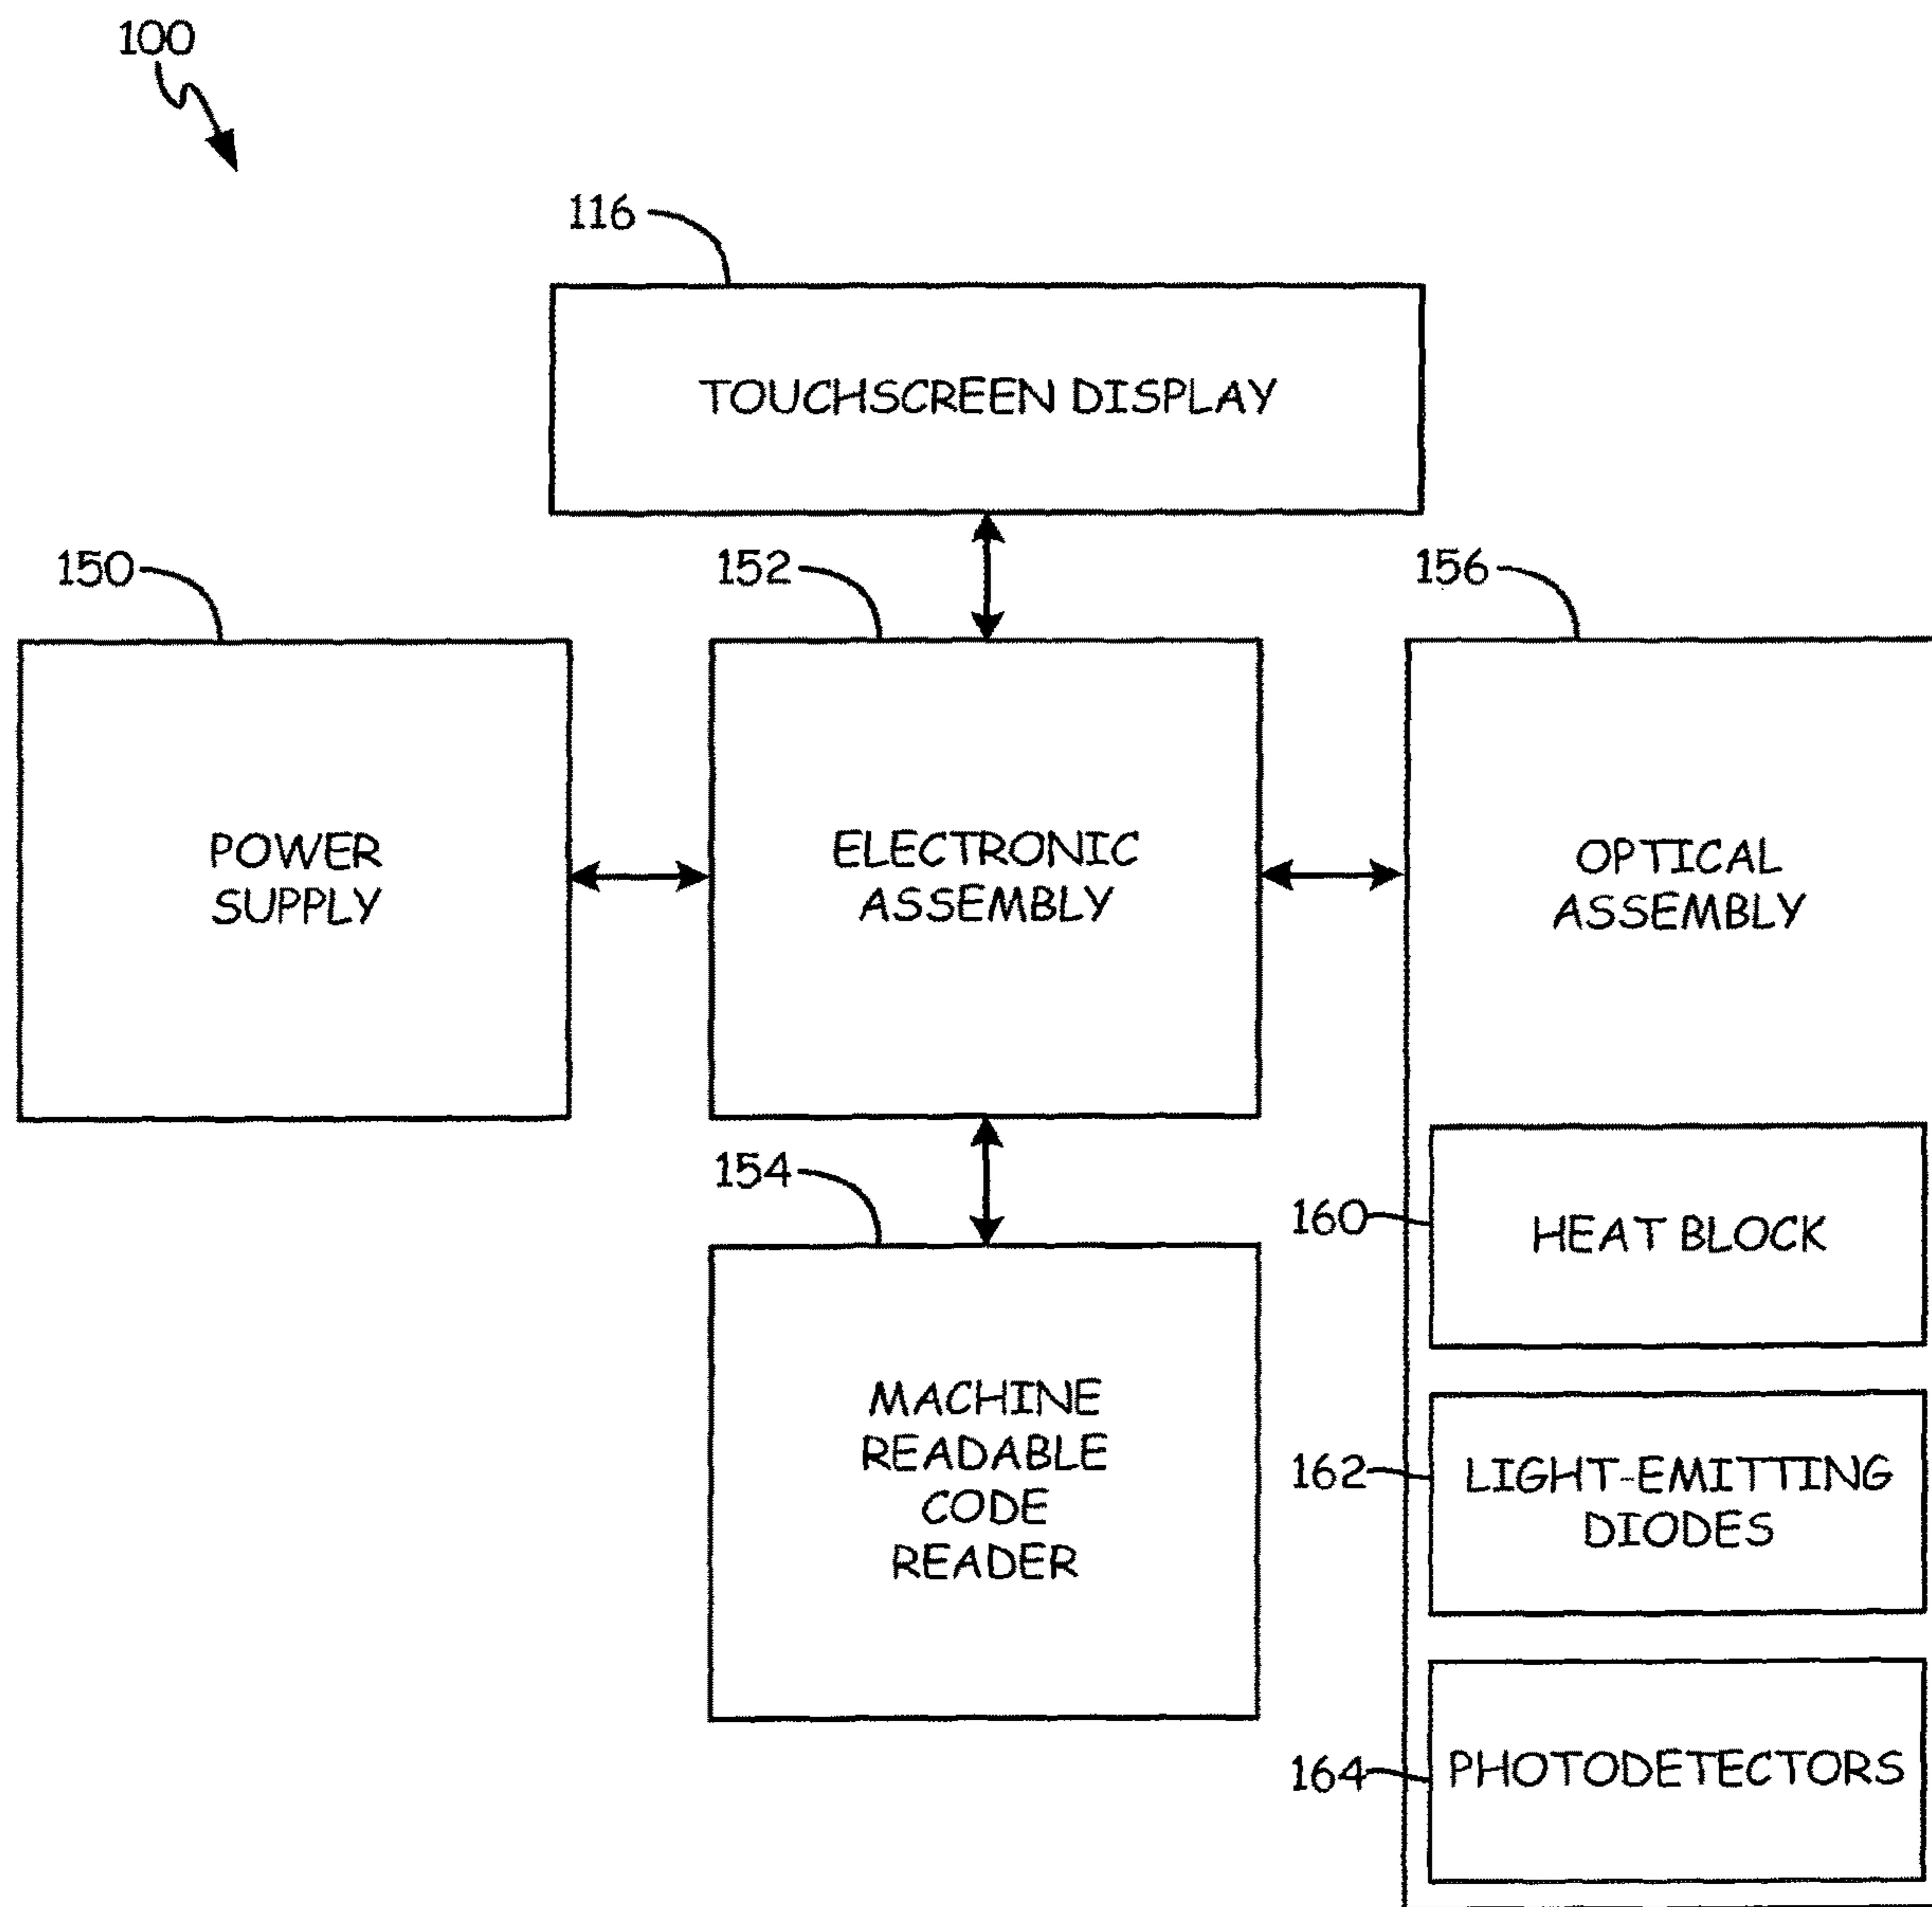 100
116
TOUCHSCREEN DISPLAY
150
152
156
POWER
SUPPLY
ELECTRONIC
ASSEMBLY
OPTICAL
ASSEMBLY
154
MACHINE
READABLE
CODE
READER
160
HEAT BLOCK
162
LIGHT-EMITTING
DIODES
164
PHOTODETECTORS